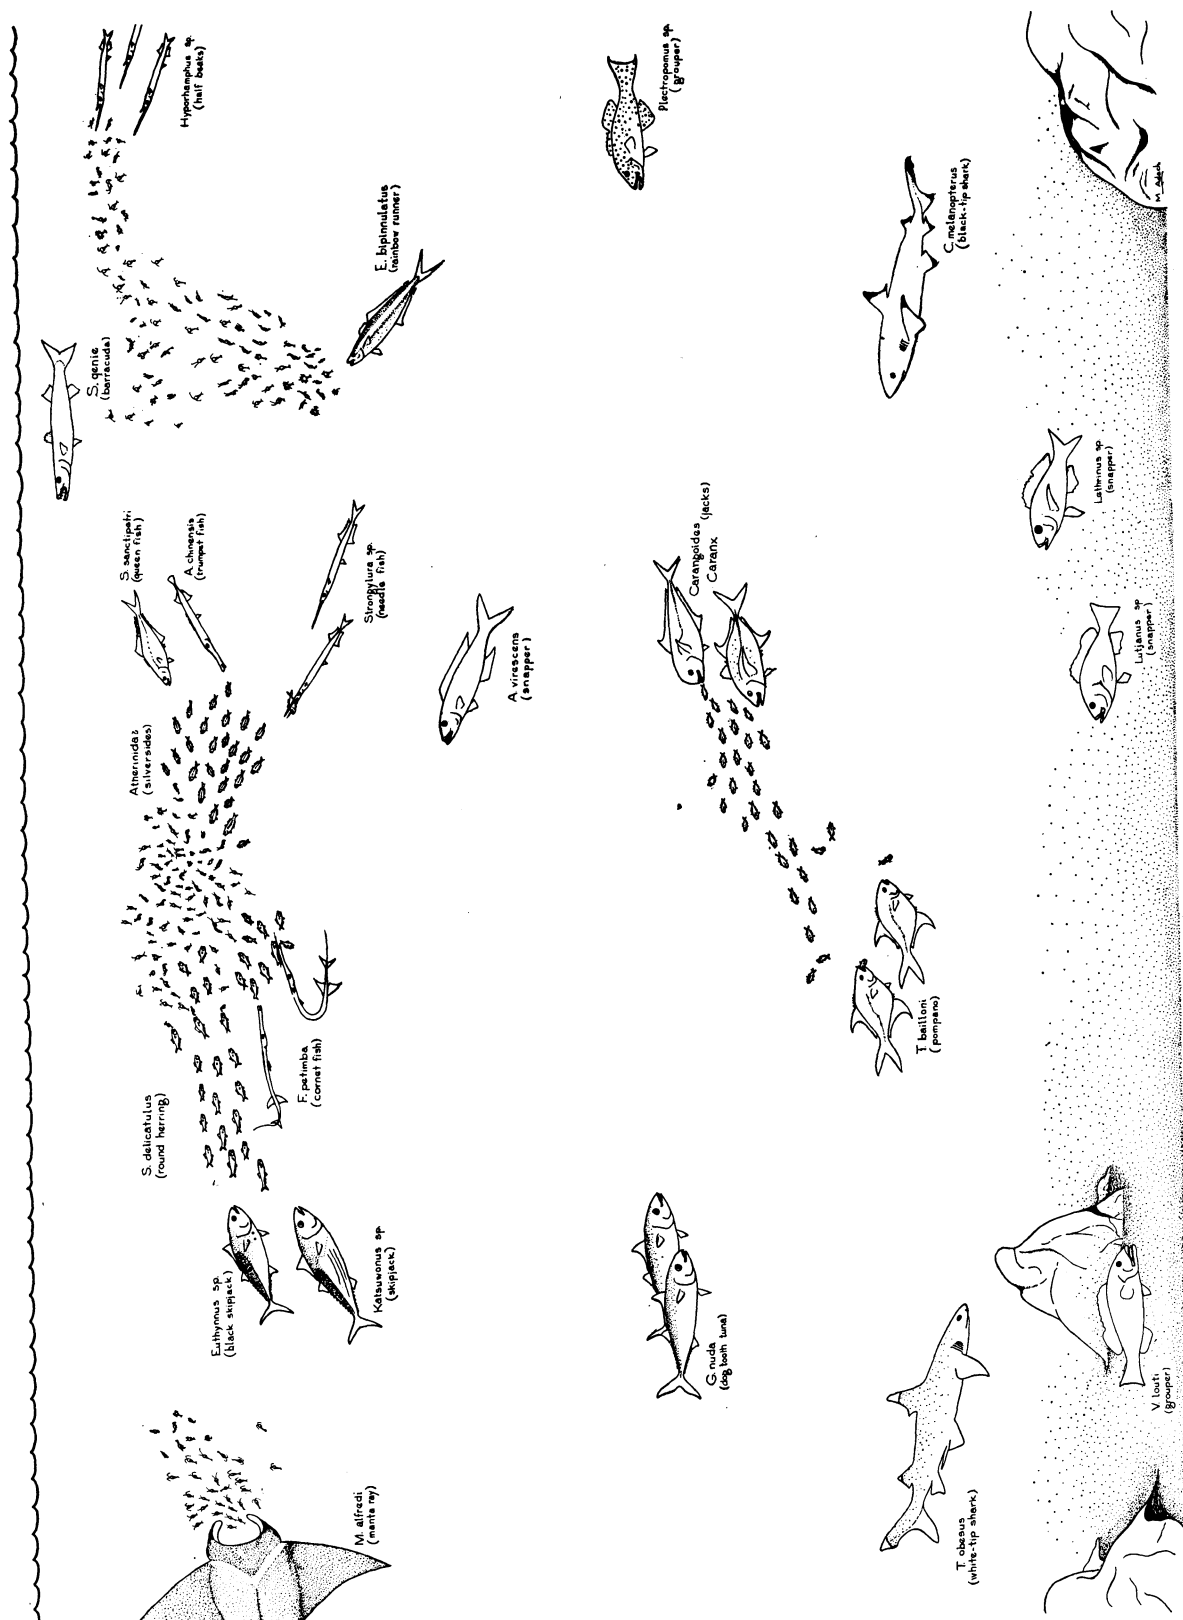 M. alfredi
(manta ray)
Euthynnus sp.
(black skipjack)
Katsuwonus sp.
(skipjack)
S. delicatulus
(round herring)
F. petimba
(cornet fish)
Atherinidae
(silversides)
S. sanctipetri
(queen fish)
A. chinensis
(trumpet fish)
Strongylura sp.
(needle fish)
A. virescens
(snapper)
S. genie
(barracuda)
E. bipinnulatus
(rainbow runner)
Hyporhamphus sp.
(half beaks)
G. nuda
(dog tooth tuna)
Carangoides
(jacks)
Caranx
Plectropomus sp.
(grouper)
T. obesus
(white-tip shark)
T. bailloni
(pompano)
C. melanopterus
(black-tip shark)
V. louti
(grouper)
Lutjanus sp
(snapper)
Lethrinus sp
(snapper)